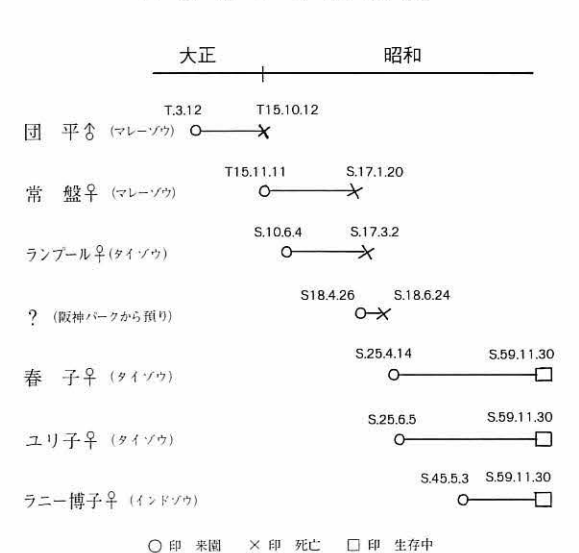 大正 昭和
T.3.12 T15.10.12
団 平♂ (マレーゾウ)
T15.11.11 S.17.1.20
常 盤♀ (マレーゾウ)
S.10.6.4 S.17.3.2
ランプール♀(タイゾウ)
S18.4.26 S.18.6.24
? (阪神パークから預り)
S.25.4.14 S.59.11.30
春 子♀ (タイゾウ)
S.25.6.5 S.59.11.30
ユリ子♀ (タイゾウ)
S.45.5.3 S.59.11.30
ラニー博子♀ (インドゾウ)
○ 印 来園 × 印 死亡 □ 印 生存中